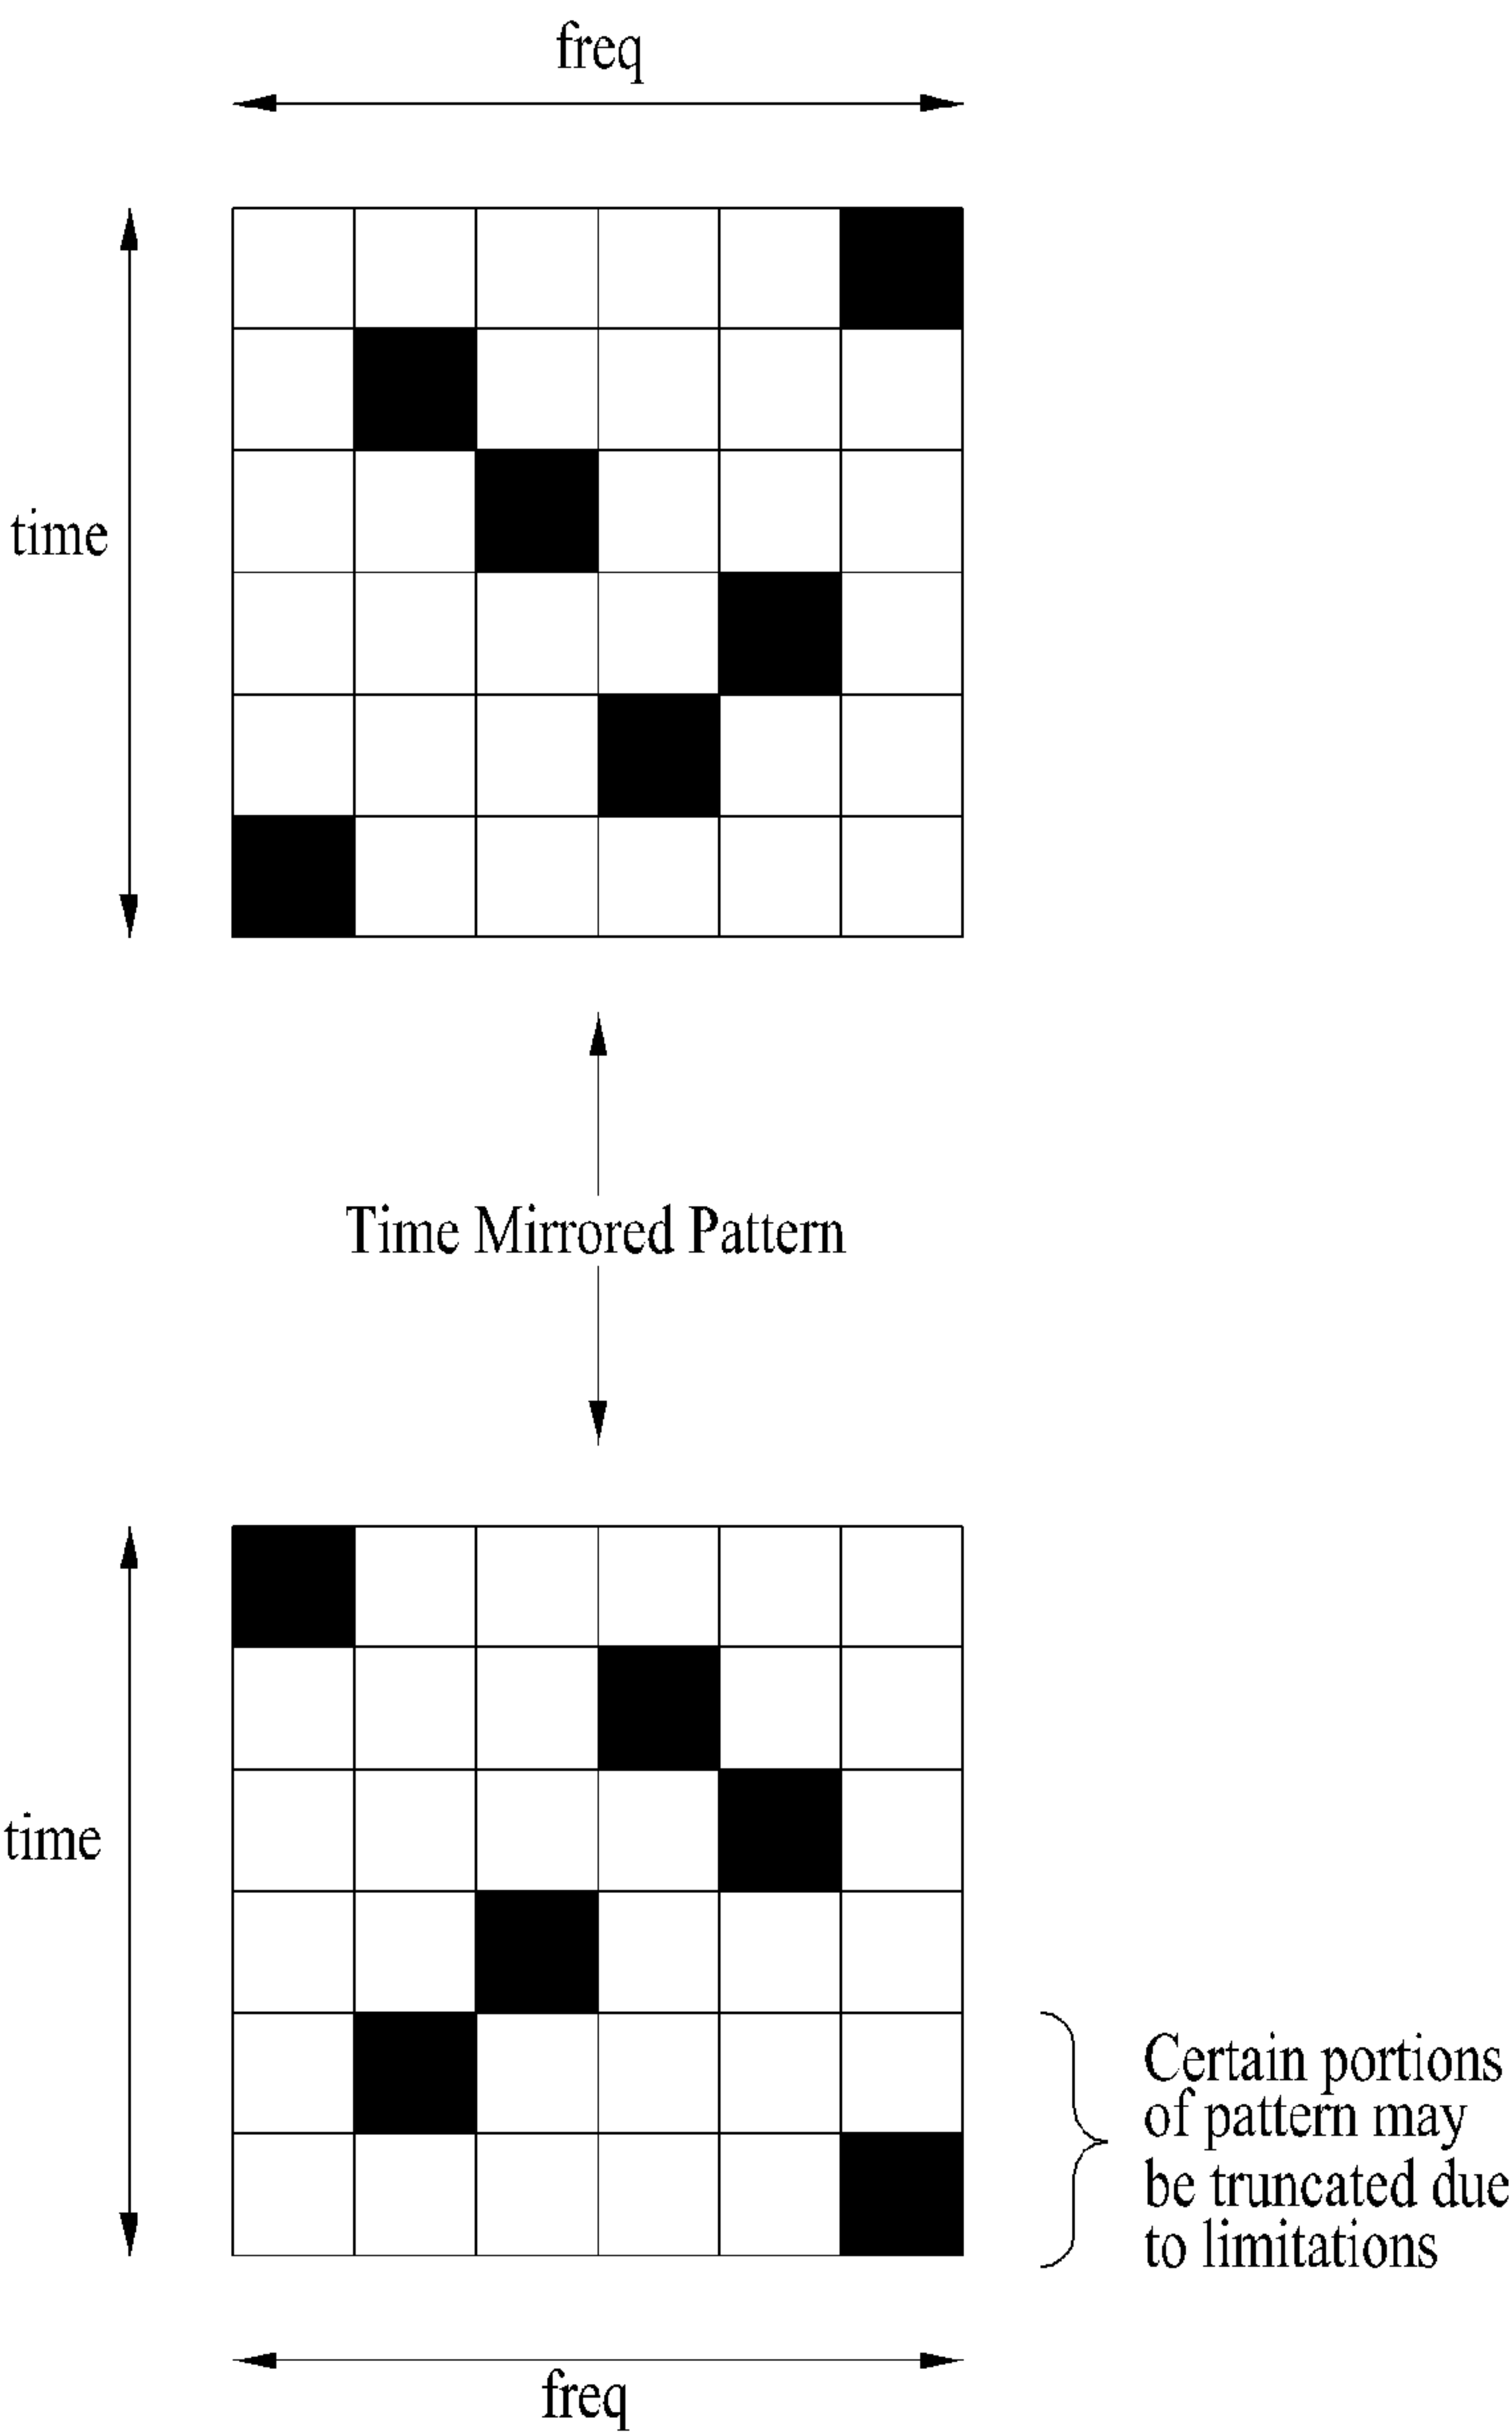 freq
time
Time Mirrored Pattern
time
Certain portions
of pattern may
be truncated due
to limitations
freq